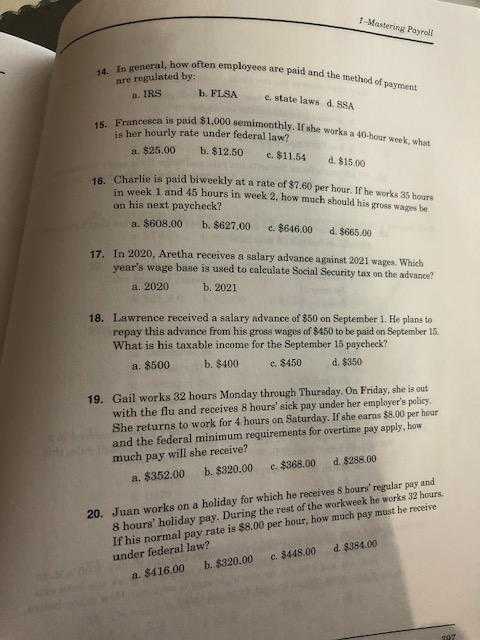 1–Mastering Payroll
14. In general, how often employees are paid and the method of payment
are regulated by:
a. IRS b. FLSA c. state laws d. SSA
15. Francesca is paid $1,000 semimonthly. If she works a 40-hour week, what
is her hourly rate under federal law?
a. $25.00 b. $12.50 c. $11.54 d. $15.00
16. Charlie is paid biweekly at a rate of $7.60 per hour. If he works 35 hours
in week 1 and 45 hours in week 2, how much should his gross wages be
on his next paycheck?
a. $608.00 b. $627.00 c. $646.00 d. $665.00
17. In 2020, Aretha receives a salary advance against 2021 wages. Which
year's wage base is used to calculate Social Security tax on the advance?
a. 2020 b. 2021
18. Lawrence received a salary advance of $50 on September 1. He plans to
repay this advance from his gross wages of $450 to be paid on September 15.
What is his taxable income for the September 15 paycheck?
a. $500 b. $400 c. $450 d. $350
19. Gail works 32 hours Monday through Thursday. On Friday, she is out
with the flu and receives 8 hours' sick pay under her employer's policy.
She returns to work for 4 hours on Saturday. If she earns $8.00 per hour
and the federal minimum requirements for overtime pay apply, how
much pay will she receive?
a. $352.00 b. $320.00 c. $368.00 d. $288.00
20. Juan works on a holiday for which he receives 8 hours' regular pay and
8 hours' holiday pay. During the rest of the workweek he works 32 hours.
If his normal pay rate is $8.00 per hour, how much pay must he receive
under federal law?
a. $416.00 b. $320.00 c. $448.00 d. $384.00
297